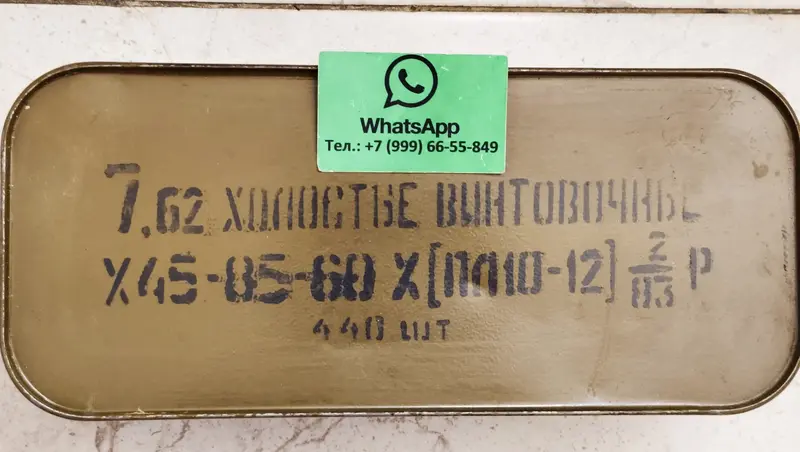 WhatsApp
Тел.: +7 (999) 66-55-849
7,62 ХОЛОСТЫЕ ВИНТОВОЧНЫЕ
Х45-85-60 Х[ПЛ10-12] 2/83 Р
440 ШТ